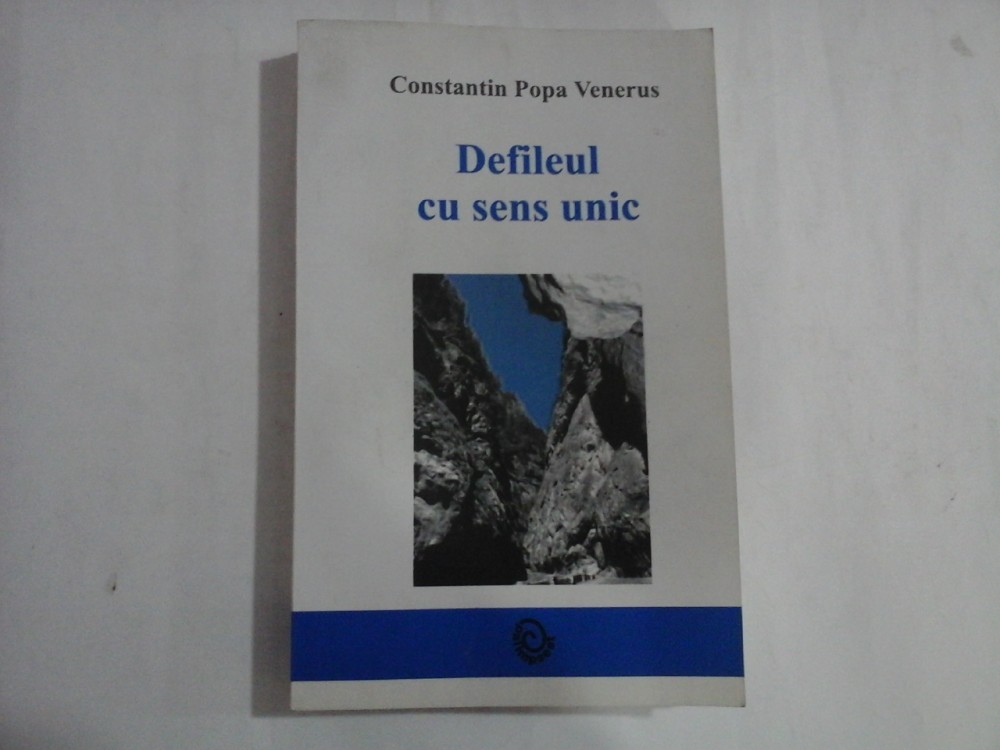 Constantin Popa Venerus
Defileul
cu sens unic